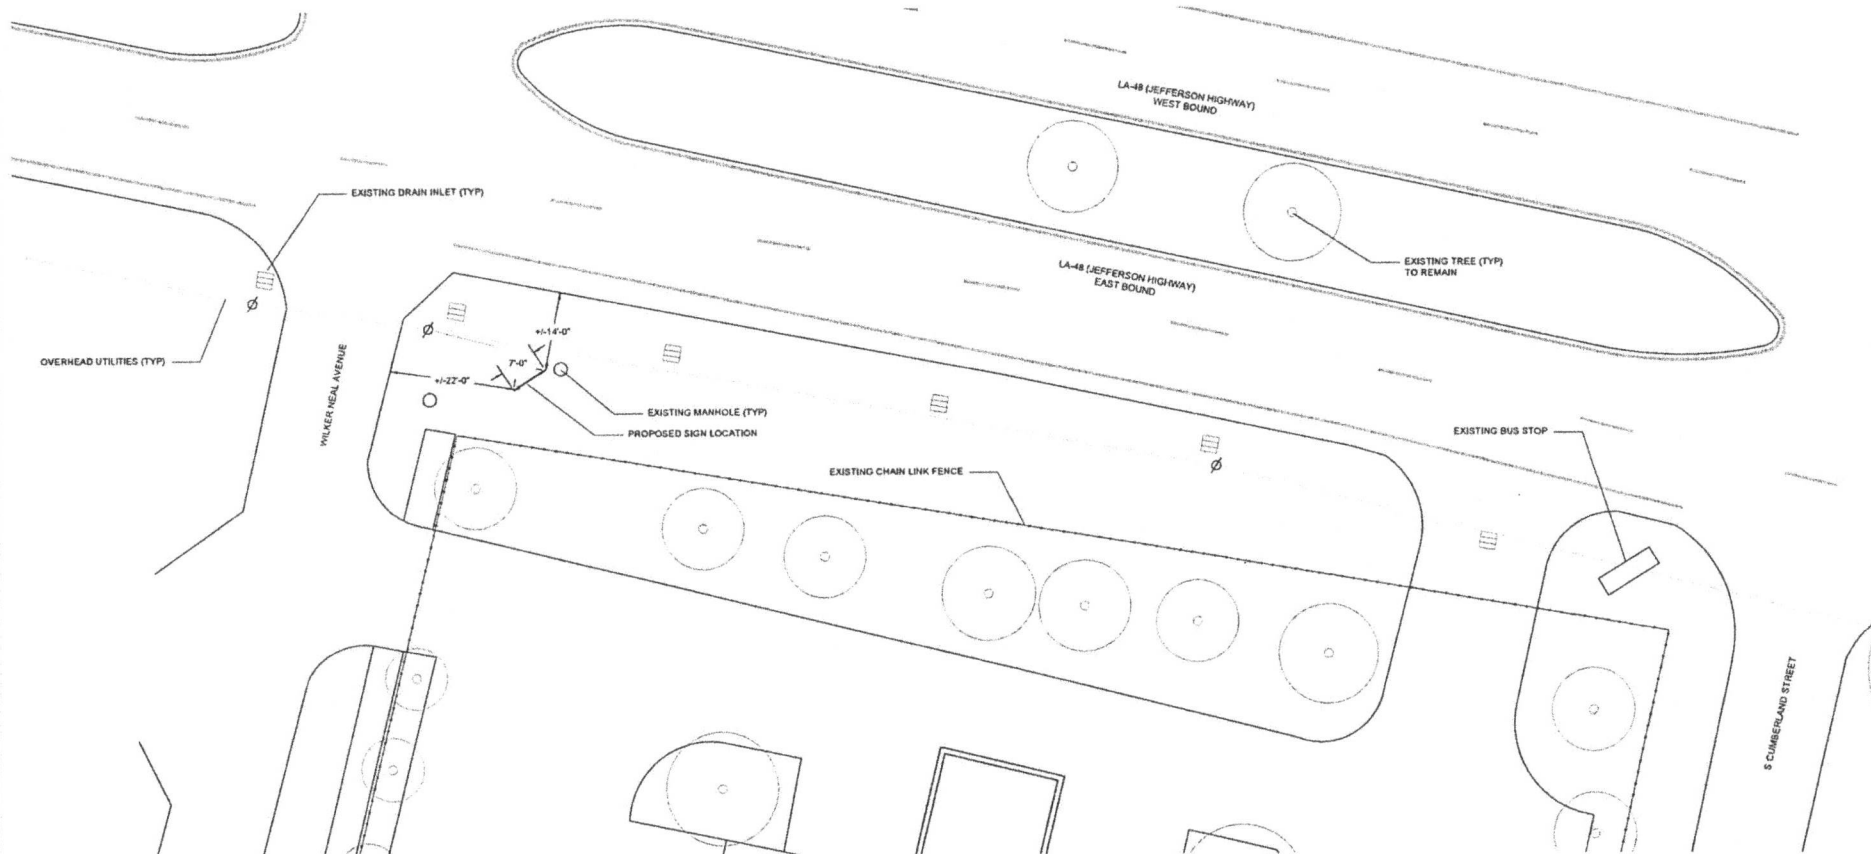 LA-48 (JEFFERSON HIGHWAY)
WEST BOUND
EXISTING DRAIN INLET (TYP)
EXISTING TREE (TYP)
TO REMAIN
LA-48 (JEFFERSON HIGHWAY)
EAST BOUND
OVERHEAD UTILITIES (TYP)
WILKER NEAL AVENUE
+/-14'-0"
7'-0"
+/-22'-0"
EXISTING MANHOLE (TYP)
PROPOSED SIGN LOCATION
EXISTING BUS STOP
EXISTING CHAIN LINK FENCE
S CUMBERLAND STREET